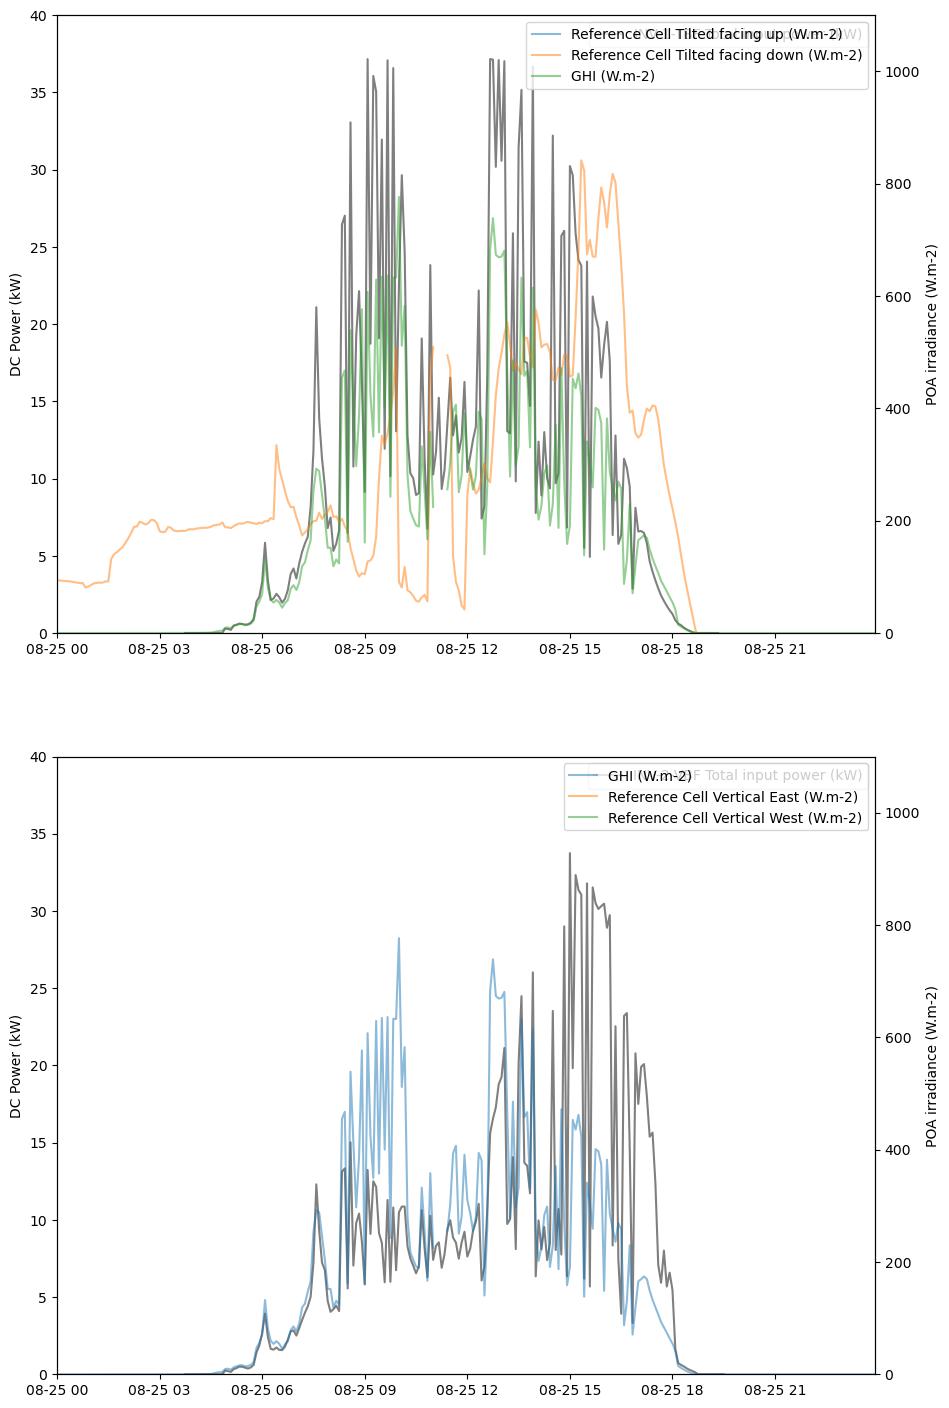 40
35
30
25
20
15
10
5
0
DC Power (kW)
Reference Cell Tilted facing up (W.m-2)
Reference Cell Tilted facing down (W.m-2)
GHI (W.m-2)
1000
800
600
400
200
0
POA irradiance (W.m-2)
08-25 00 08-25 03 08-25 06 08-25 09 08-25 12 08-25 15 08-25 18 08-25 21
40
35
30
25
20
15
10
5
0
DC Power (kW)
GHI (W.m-2)
Total input power (kW)
Reference Cell Vertical East (W.m-2)
Reference Cell Vertical West (W.m-2)
1000
800
600
400
200
0
POA irradiance (W.m-2)
08-25 00 08-25 03 08-25 06 08-25 09 08-25 12 08-25 15 08-25 18 08-25 21